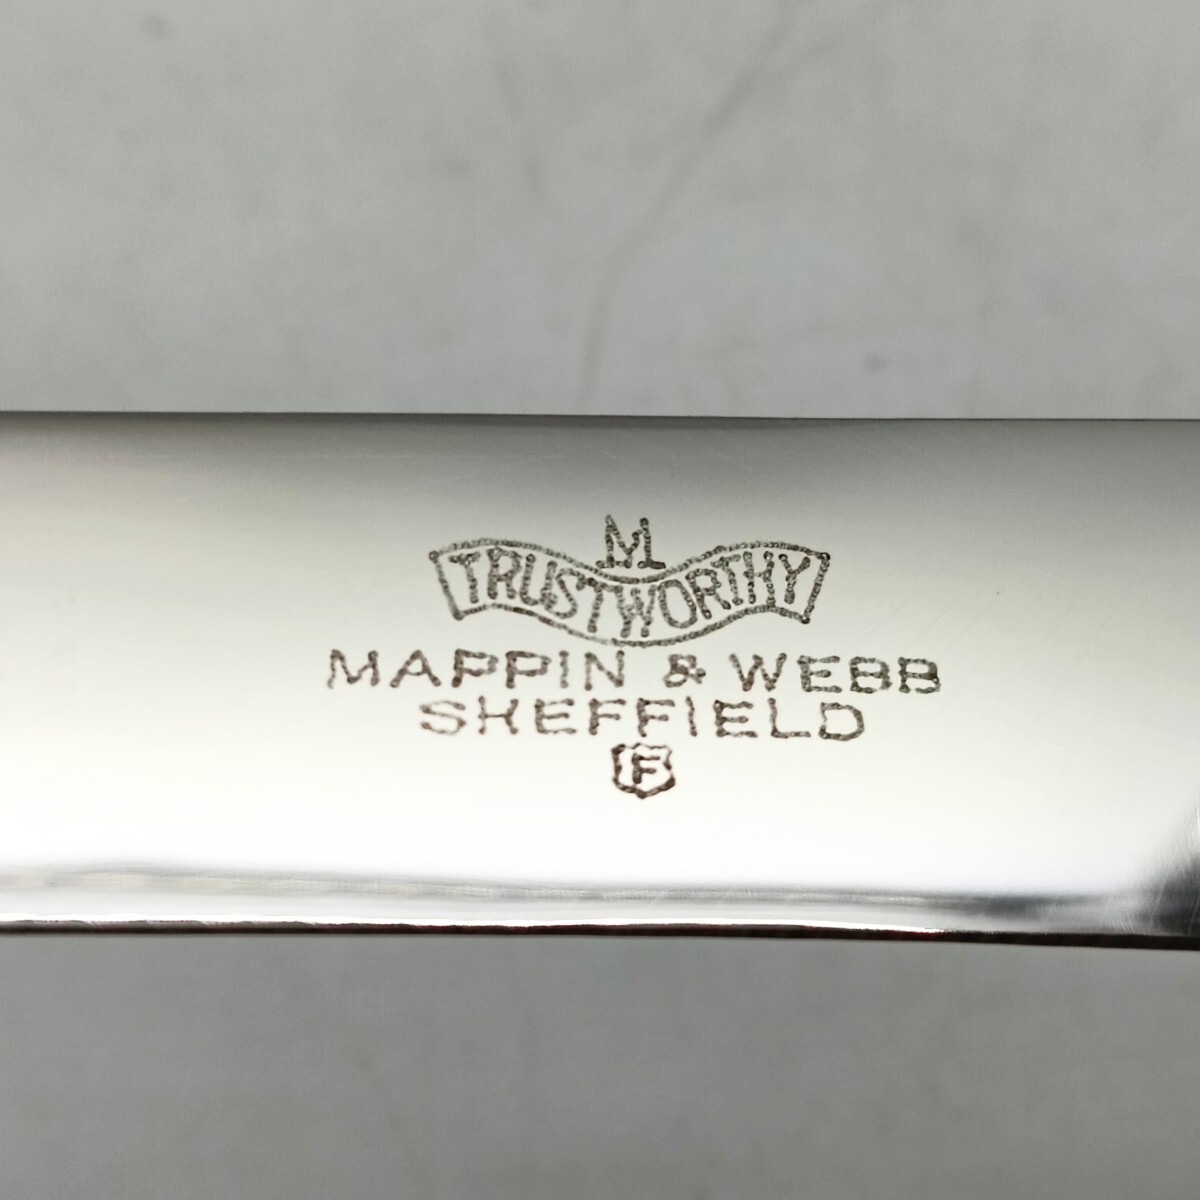 M
TRUSTWORTHY
MAPPIN & WEBB
SHEFFIELD
F